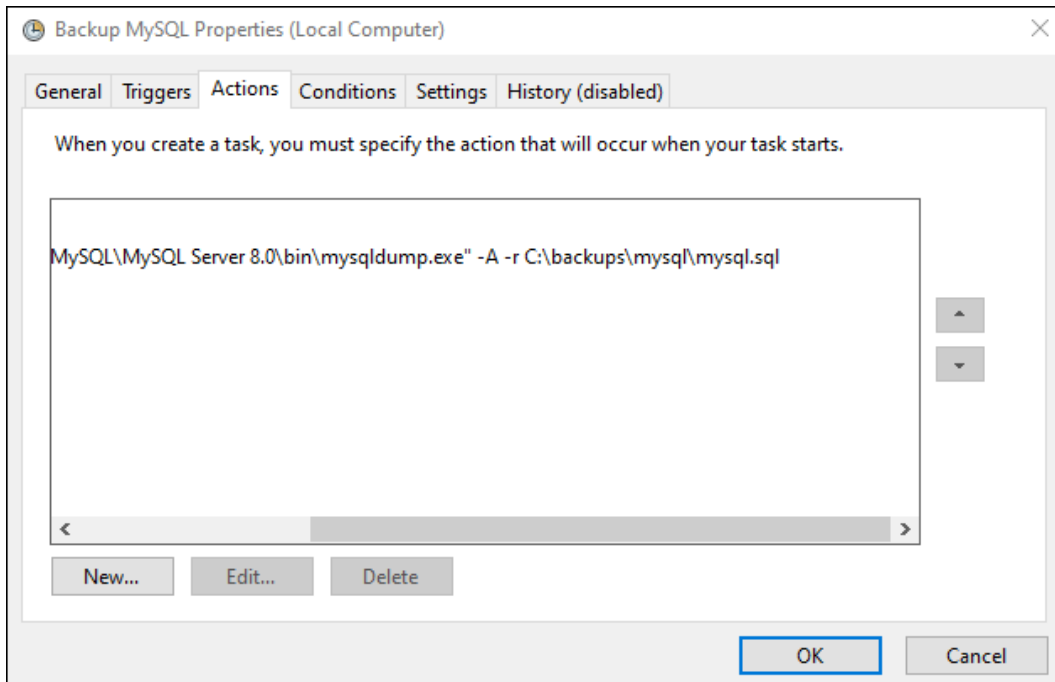 Backup MySQL Properties (Local Computer)
General Triggers Actions Conditions Settings History (disabled)
When you create a task, you must specify the action that will occur when your task starts.
MySQL\MySQL Server 8.0\bin\mysqldump.exe" -A -r C:\backups\mysql\mysql.sql
New... Edit... Delete
OK Cancel